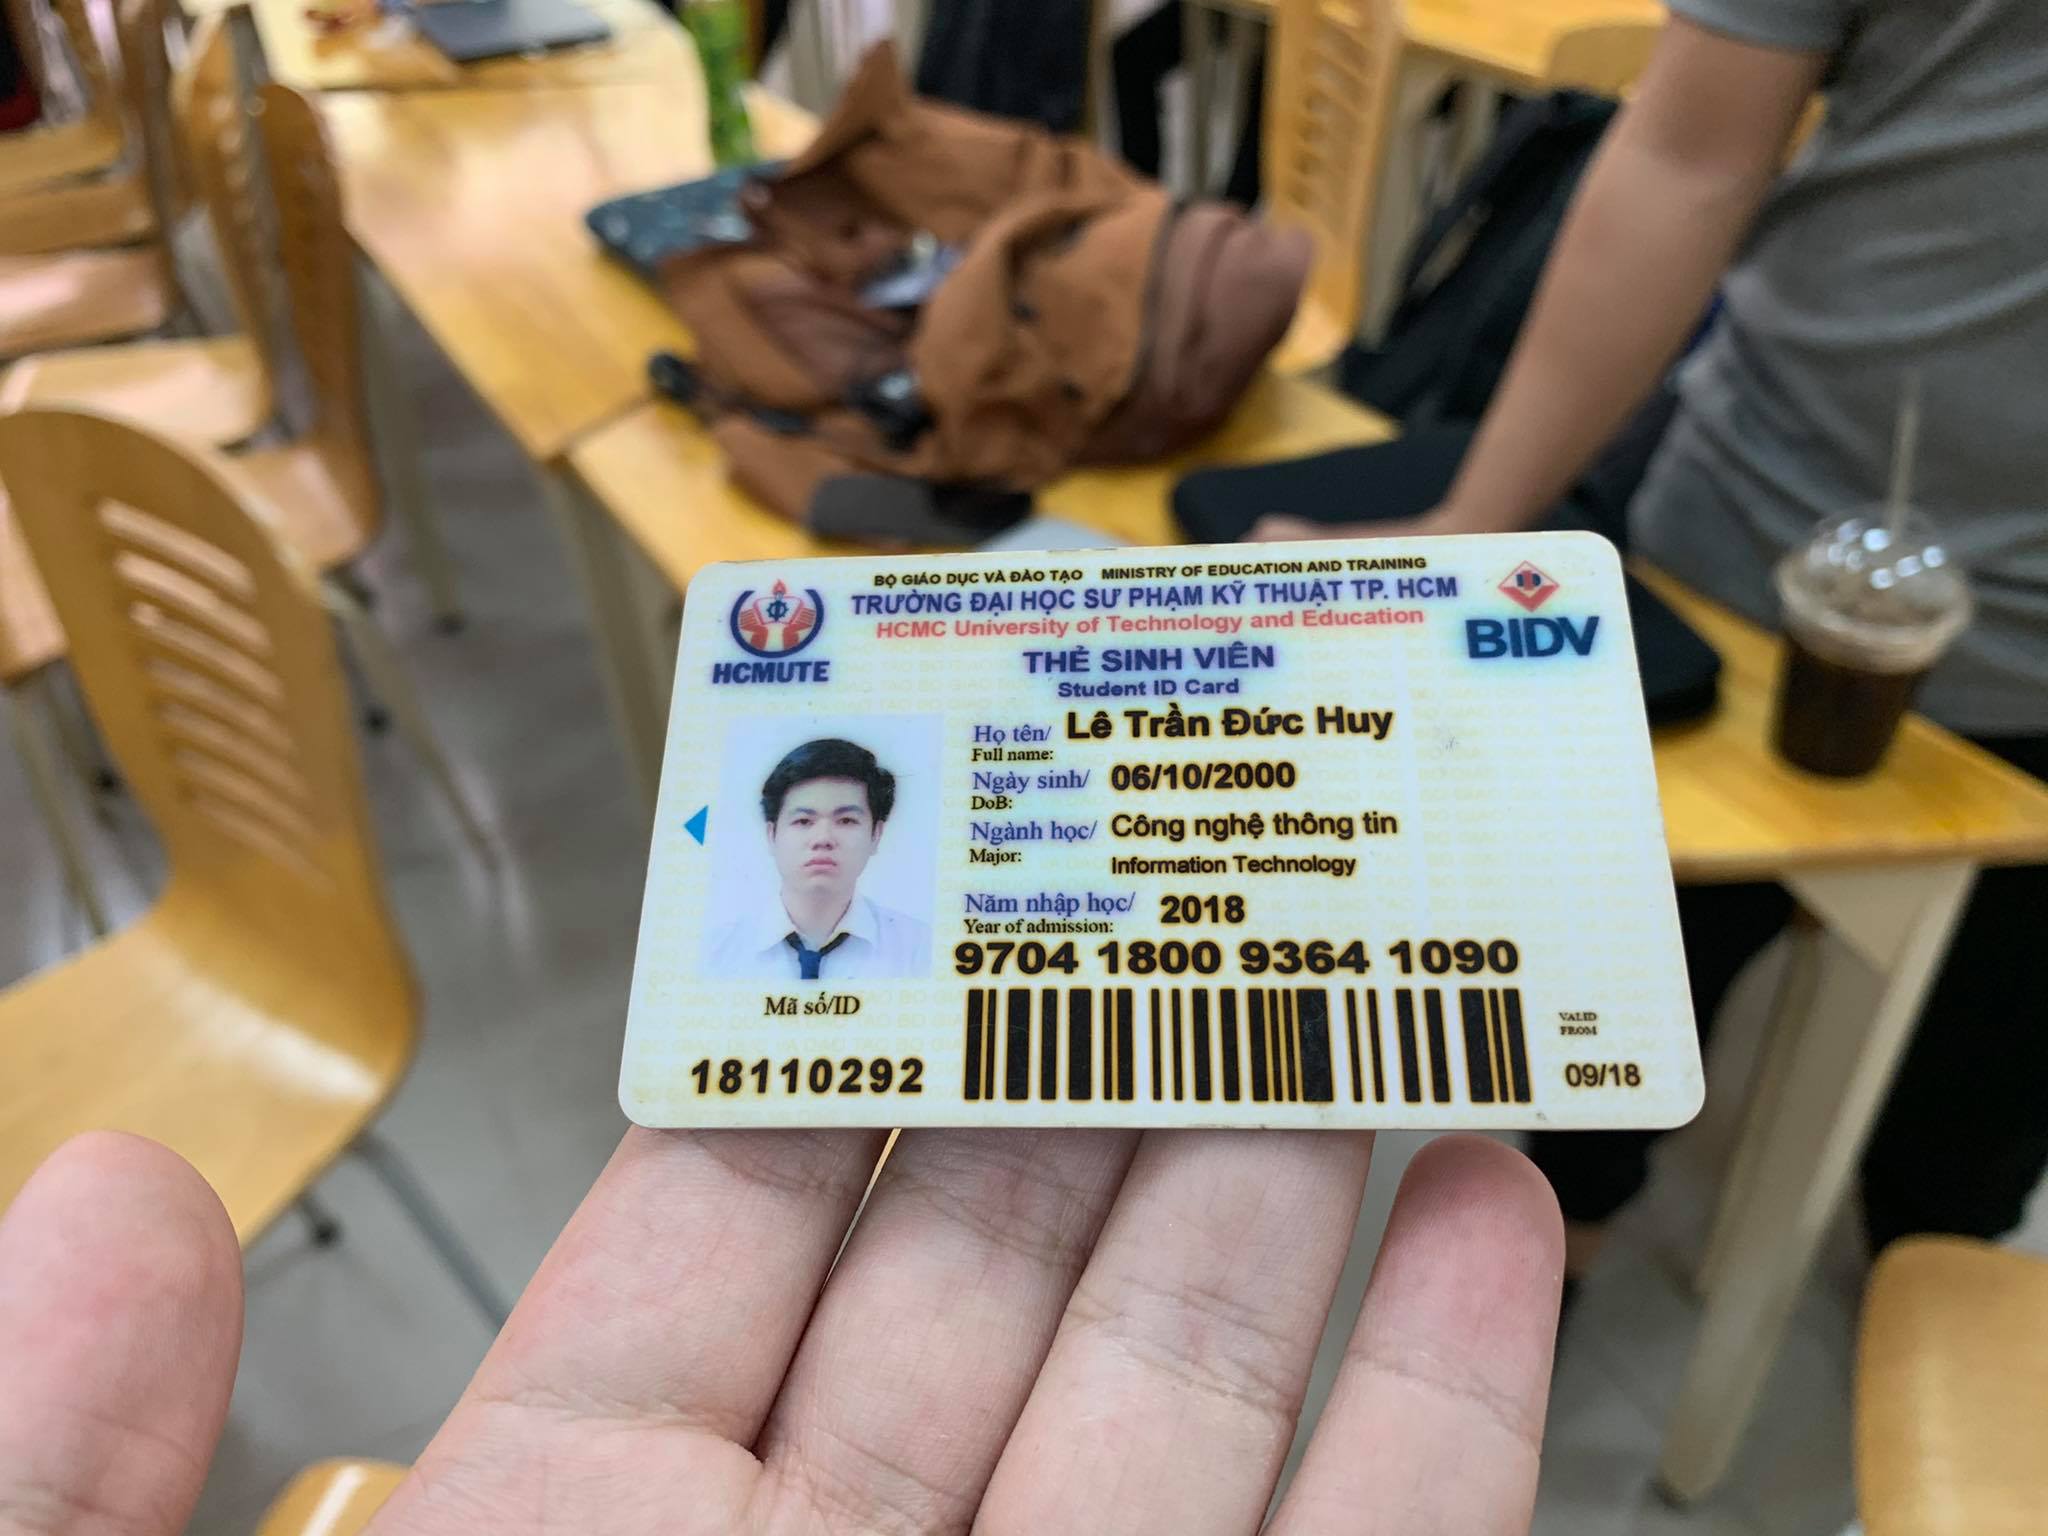 BỘ GIÁO DỤC VÀ ĐÀO TẠO MINISTRY OF EDUCATION AND TRAINING
TRƯỜNG ĐẠI HỌC SƯ PHẠM KỸ THUẬT TP. HCM
HCMC University of Technology and Education
HCMUTE
BIDV
THẺ SINH VIÊN
Student ID Card
Họ tên/ Lê Trần Đức Huy
Full name:
Ngày sinh/ 06/10/2000
DoB:
Ngành học/ Công nghệ thông tin
Major: Information Technology
Năm nhập học/ 2018
Year of admission:
9704 1800 9364 1090
Mã số/ID
18110292
VALID
FROM
09/18